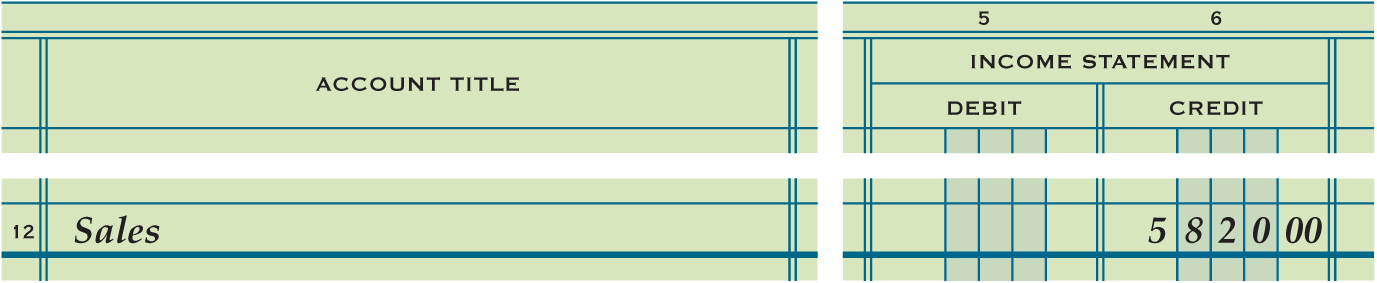 5 6
INCOME STATEMENT
ACCOUNT TITLE
DEBIT CREDIT
12 Sales 5 8 2 0 00